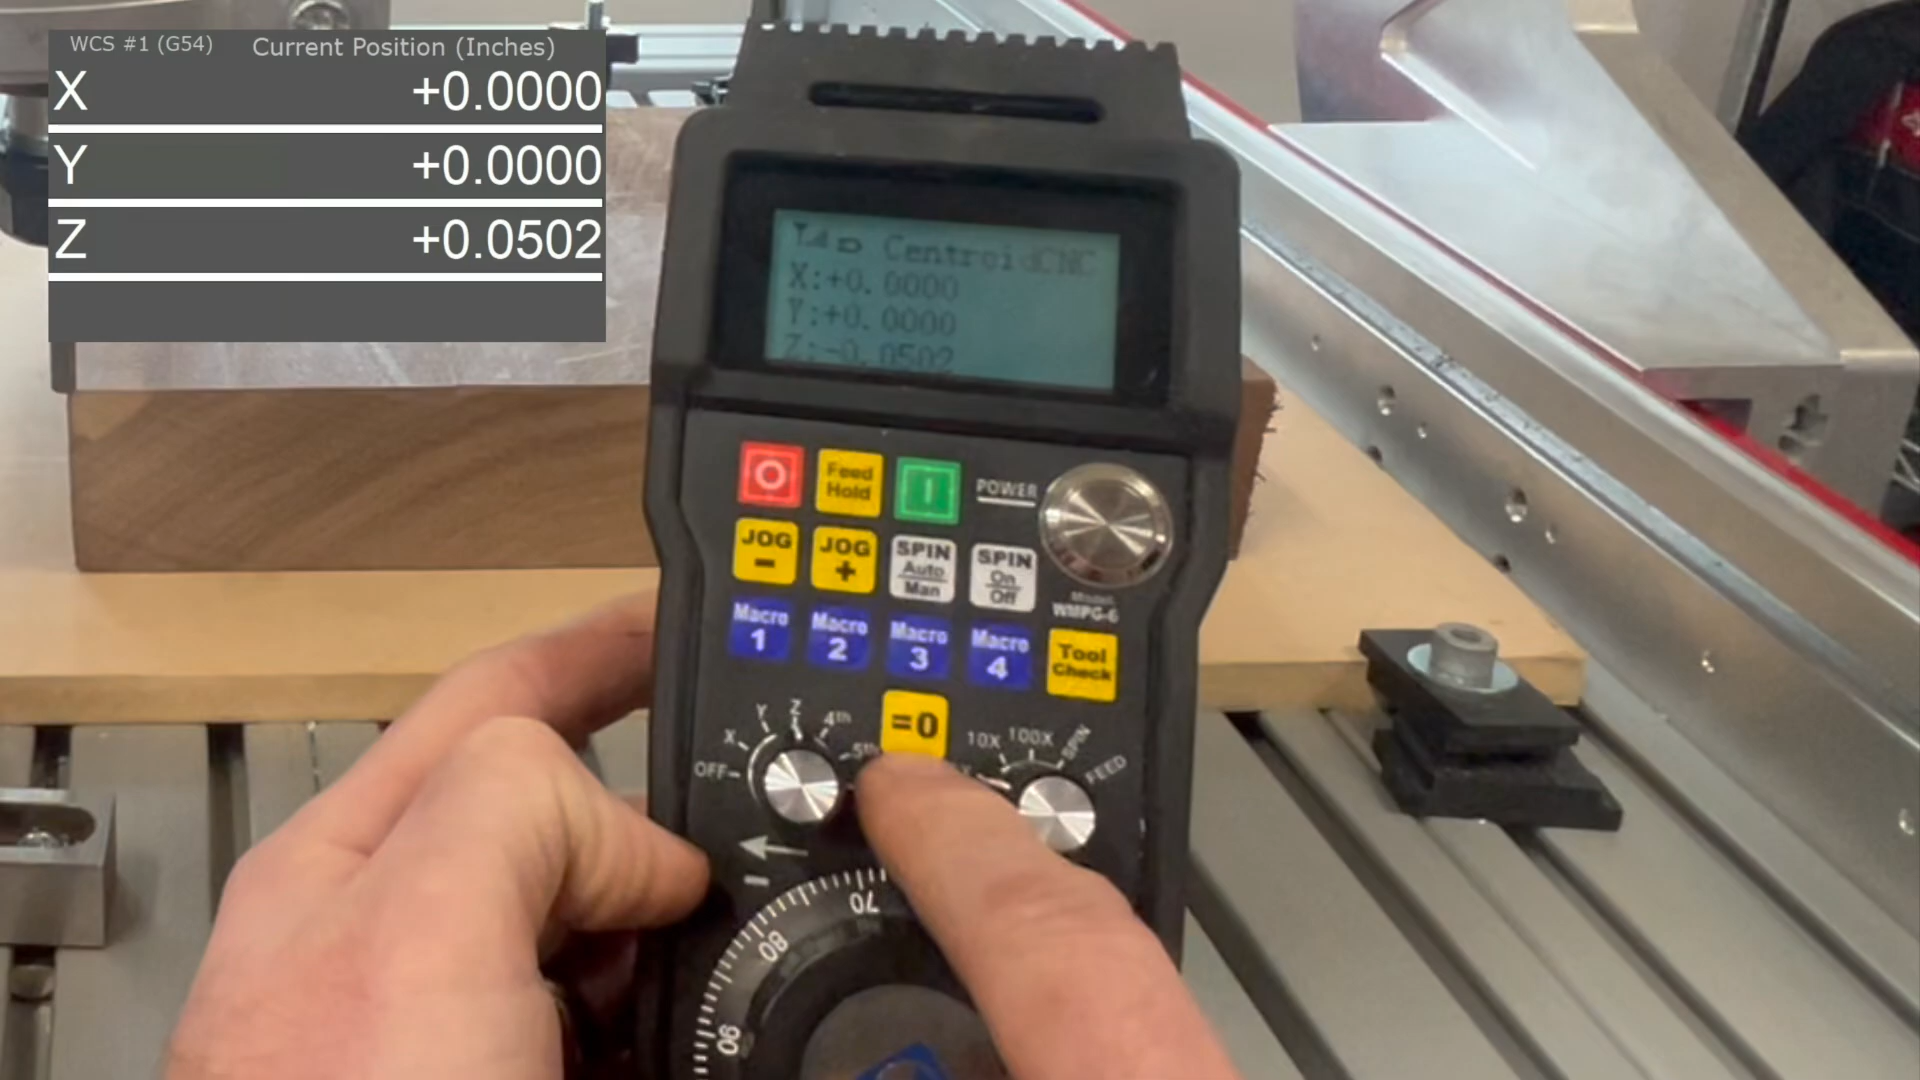 WCS #1 (G54) Current Position (Inches)
X +0.0000
Y +0.0000
Z +0.0502
CentroidCNC
X:+0.0000
Y:+0.0000
Z:-0.0502
Feed
Hold
POWER
JOG
-
JOG
+
SPIN
Auto
Man
SPIN
On
Off
Model:
WMPG-6
Macro
1
Macro
2
Macro
3
Macro
4
Tool
Check
=0
OFF
X
Y
Z
4th
5th
10X
100X
SPIN
FEED
-
70
80
90